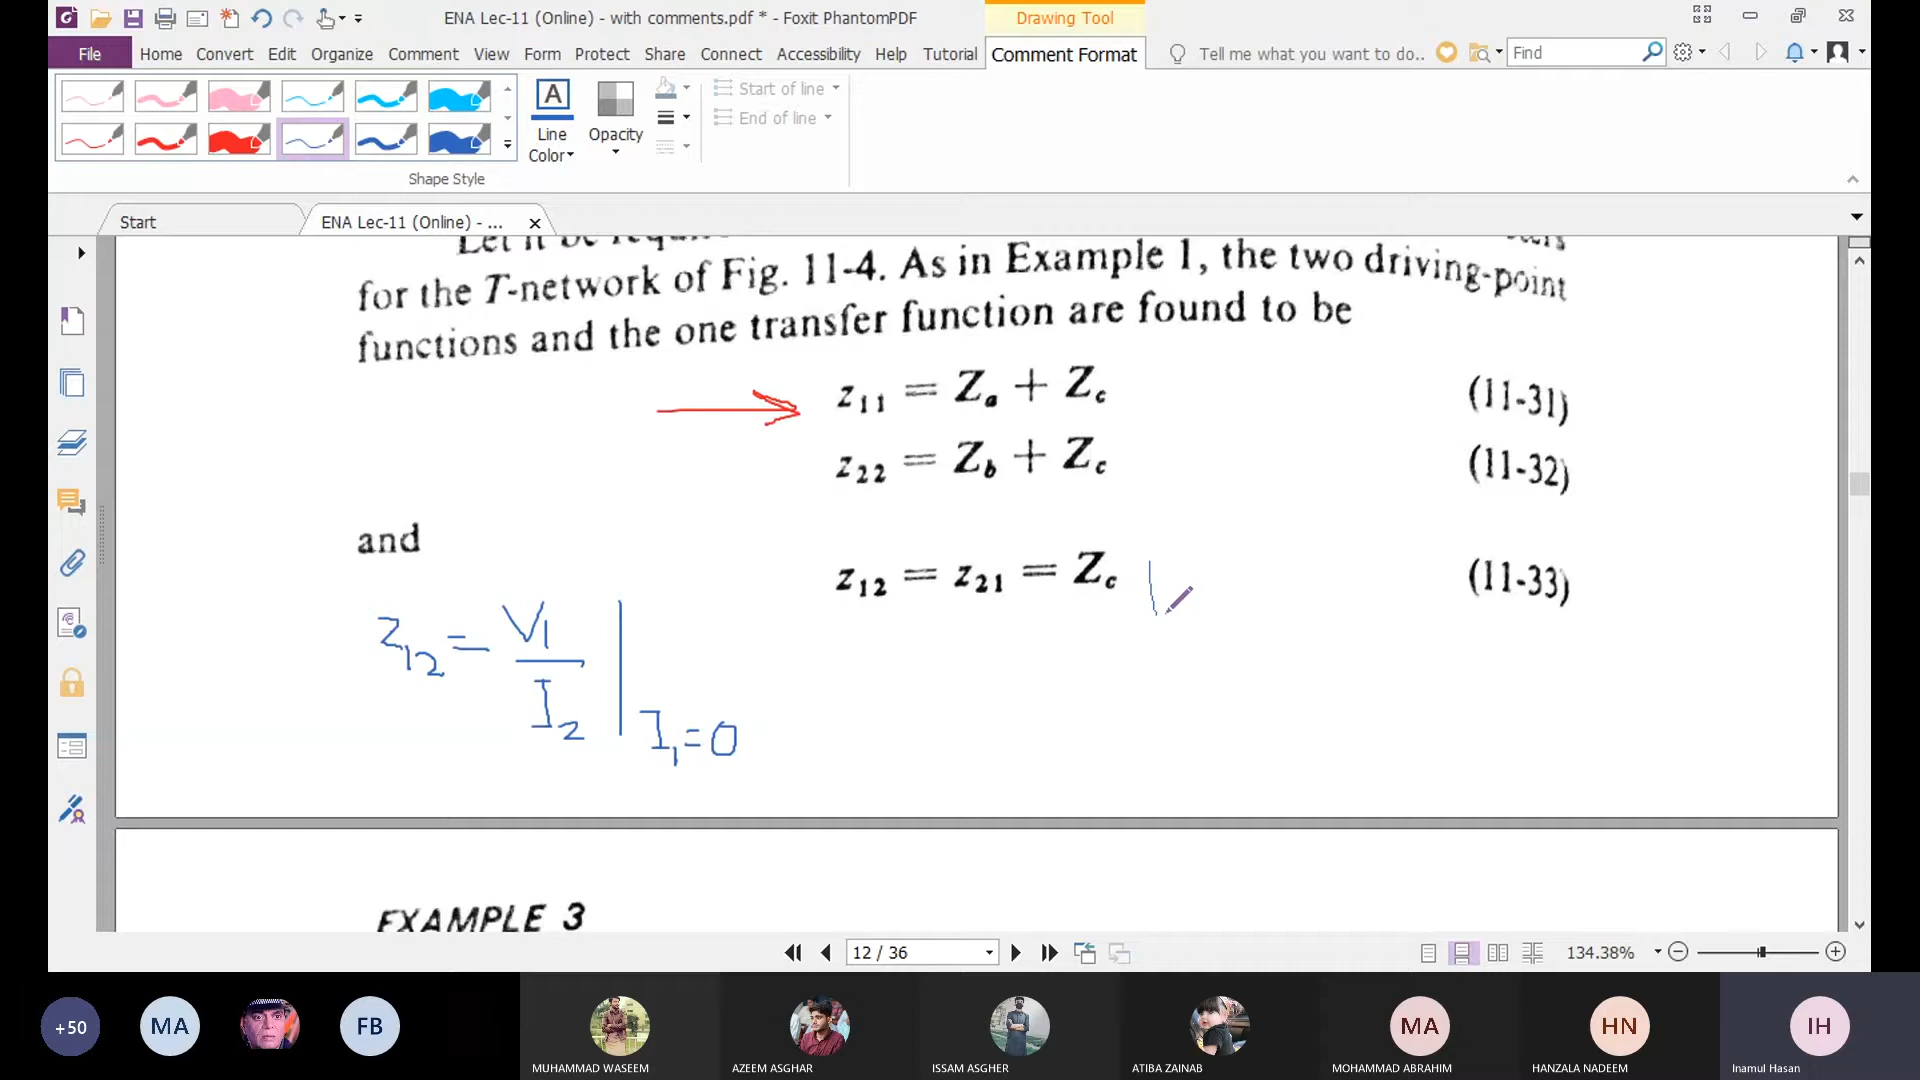 ENA Lec-11 (Online) - with comments.pdf * - Foxit PhantomPDF
Drawing Tool
File Home Convert Edit Organize Comment View Form Protect Share Connect Accessibility Help Tutorial Comment Format Tell me what you want to do.. Find
Start of line
End of line
Line Color
Opacity
Shape Style
Start
ENA Lec-11 (Online) - ...
Let it be
for the T-network of Fig. 11-4. As in Example 1, the two driving-point
functions and the one transfer function are found to be
z11 = Za + Zc (11-31)
z22 = Zb + Zc (11-32)
and
z12 = z21 = Zc (11-33)
Z12 = V1 / I2 | I1=0
EXAMPLE 3
12 / 36
134.38%
+50 MA FB MA HN IH
MUHAMMAD WASEEM AZEEM ASGHAR ISSAM ASGHER ATIBA ZAINAB MOHAMMAD ABRAHIM HANZALA NADEEM Inamul Hasan